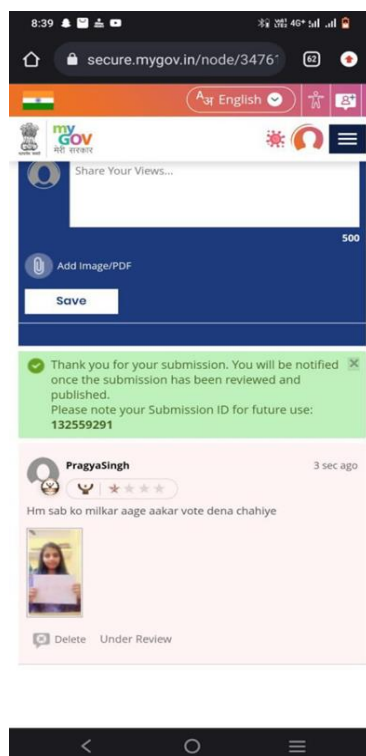 8:39
4G+
secure.mygov.in/node/3476
62
Aअ English
my
GOV
मेरी सरकार
Share Your Views...
500
Add Image/PDF
Save
Thank you for your submission. You will be notified
once the submission has been reviewed and
published.
Please note your Submission ID for future use:
132559291
PragyaSingh
3 sec ago
Hm sab ko milkar aage aakar vote dena chahiye
Delete Under Review